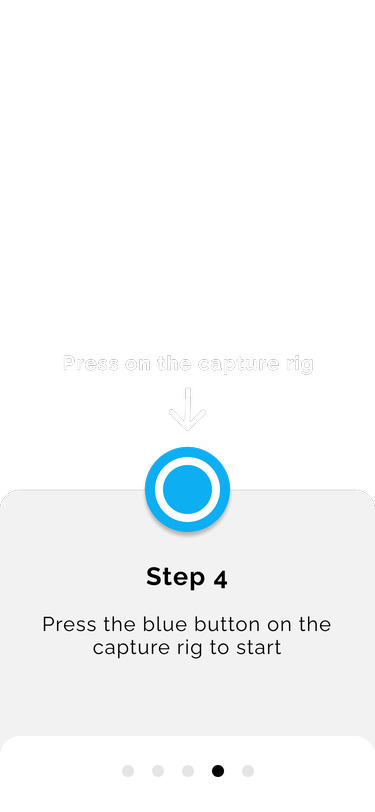 Press on the capture rig
Step 4
Press the blue button on the
capture rig to start